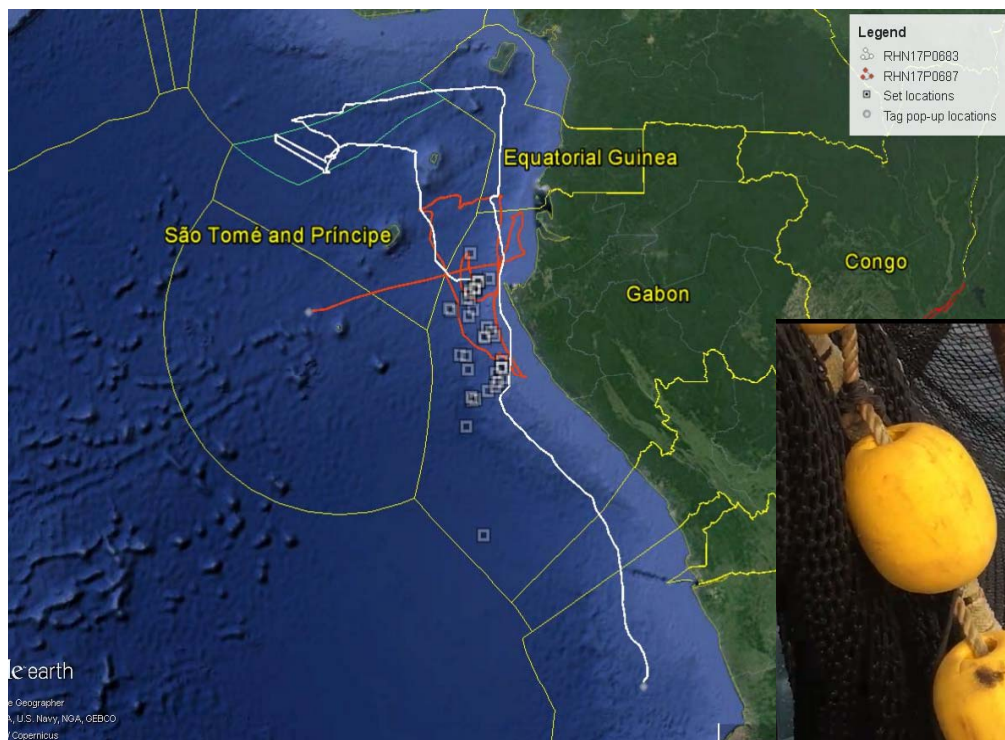 Legend
RHN17P0683
RHN17P0687
Set locations
Tag pop-up locations
Equatorial Guinea
São Tomé and Príncipe
Congo
Gabon
le earth
e Geographer
A, U.S. Navy, NGA, GEBCO
/ Copernicus